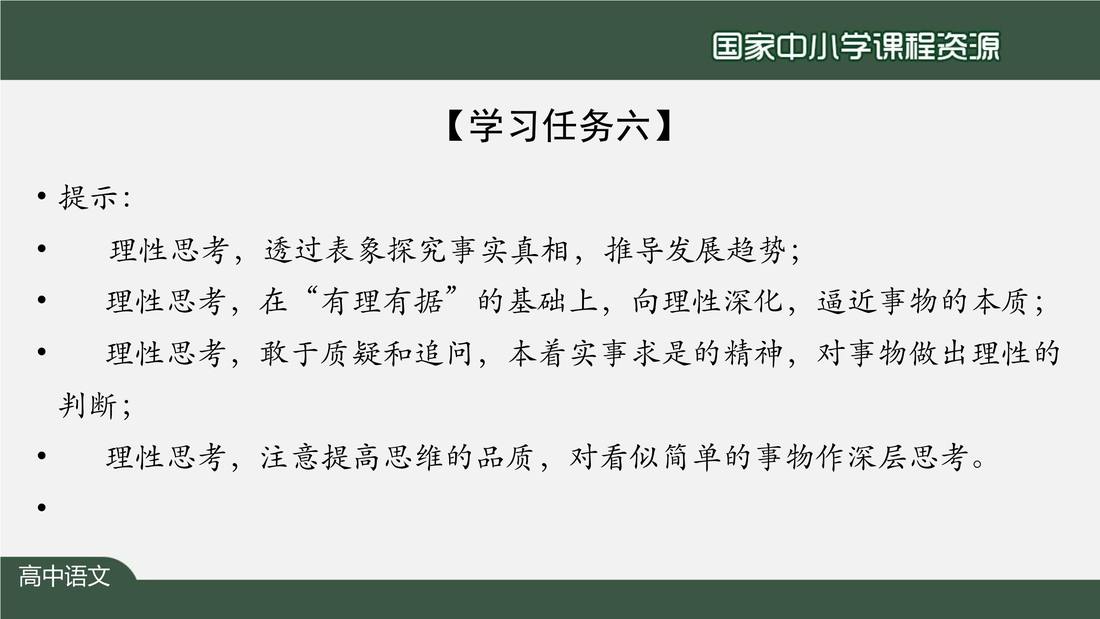 国家中小学课程资源
【学习任务六】
• 提示：
• 理性思考，透过表象探究事实真相，推导发展趋势；
• 理性思考，在“有理有据”的基础上，向理性深化，逼近事物的本质；
• 理性思考，敢于质疑和追问，本着实事求是的精神，对事物做出理性的
判断；
• 理性思考，注意提高思维的品质，对看似简单的事物作深层思考。
•
高中语文